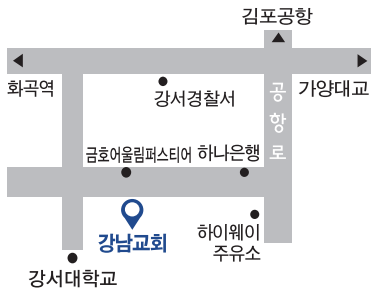 김포공항
화곡역
강서경찰서
공항로
가양대교
금호어울림퍼스티어
하나은행
강남교회
하이웨이
주유소
강서대학교